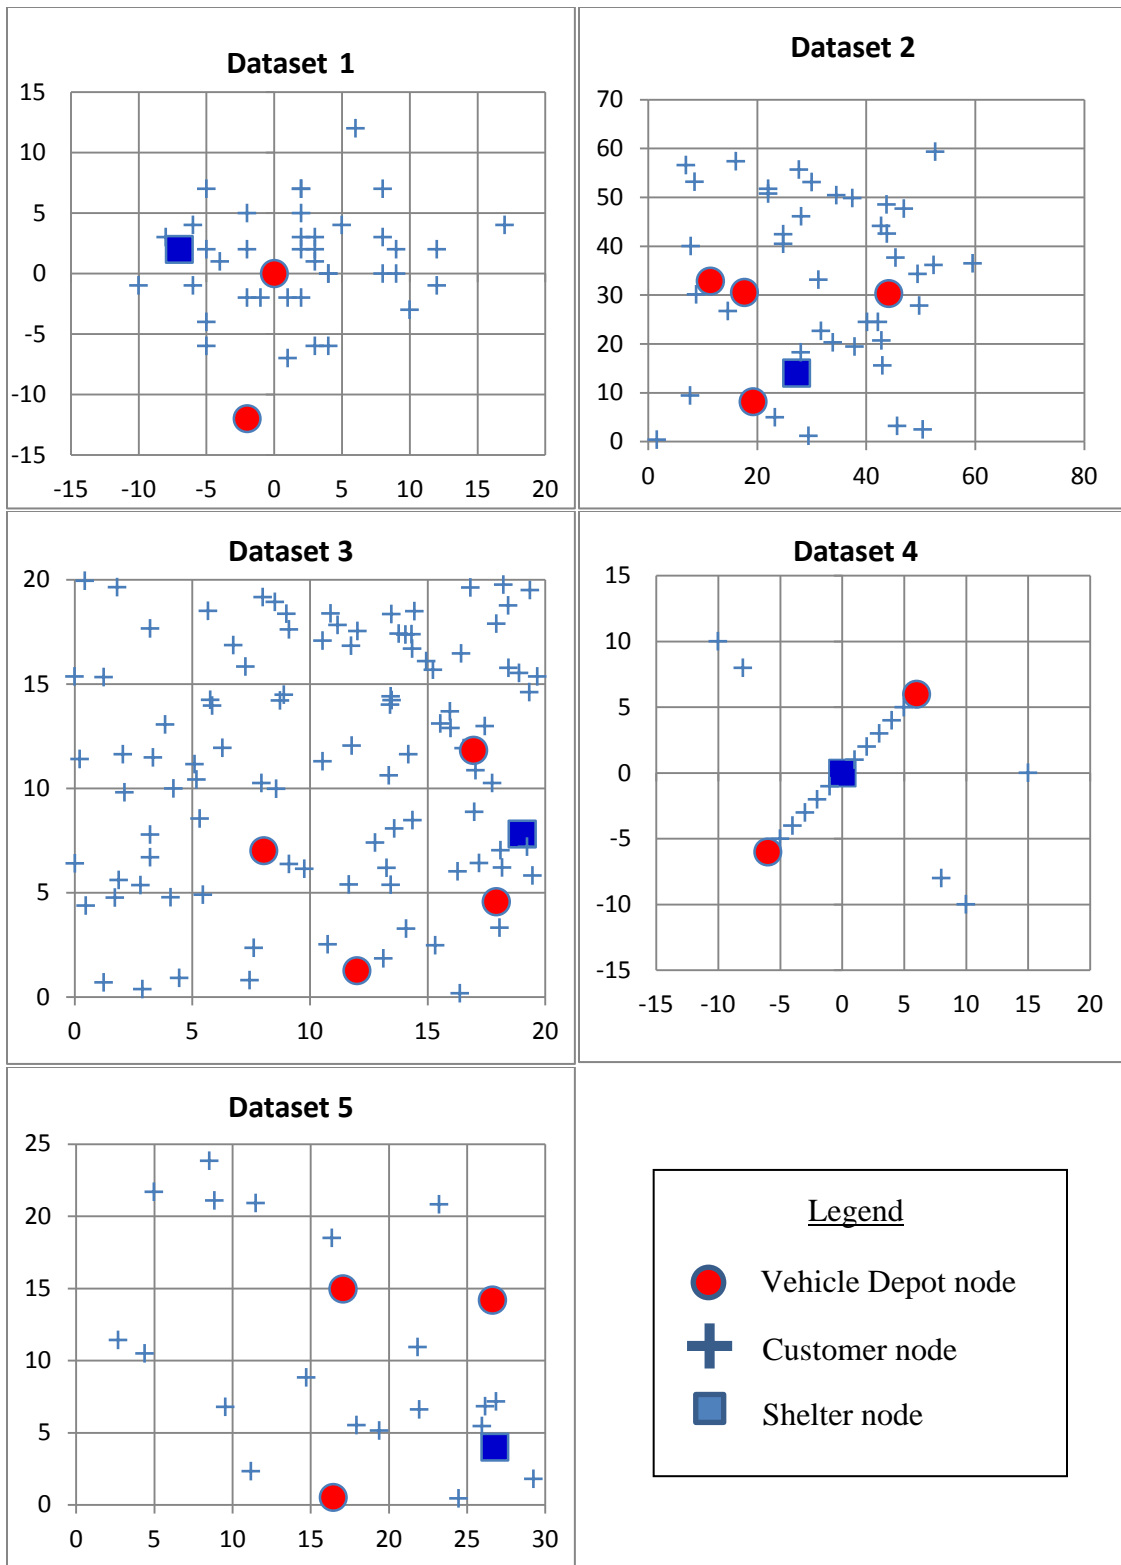 Dataset 1
15
10
5
0
-5
-10
-15
-15 -10 -5 0 5 10 15 20
Dataset 2
70
60
50
40
30
20
10
0
0 20 40 60 80
Dataset 3
20
15
10
5
0
0 5 10 15 20
Dataset 4
15
10
5
0
-5
-10
-15
-15 -10 -5 0 5 10 15 20
Dataset 5
25
20
15
10
5
0
0 5 10 15 20 25 30
Legend
Vehicle Depot node
Customer node
Shelter node